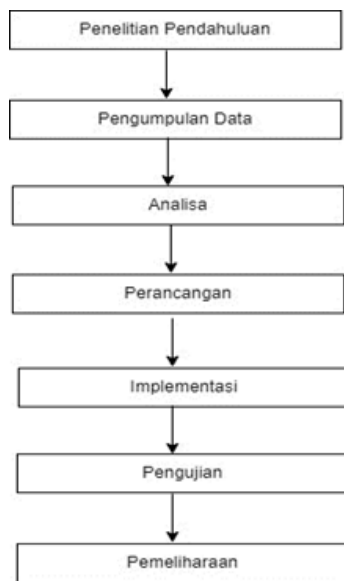 Penelitian Pendahuluan
Pengumpulan Data
Analisa
Perancangan
Implementasi
Pengujian
Pemeliharaan